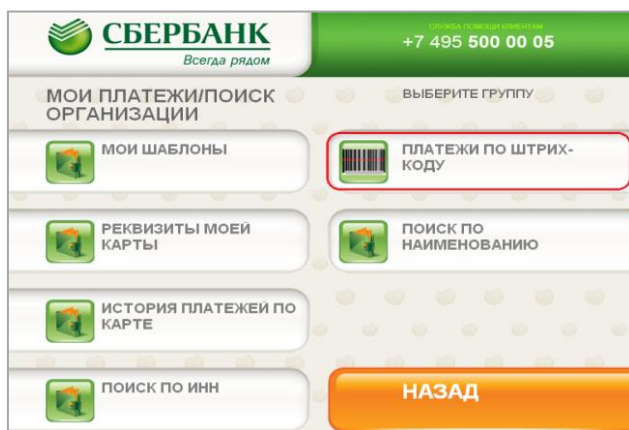 СБЕРБАНК
Всегда рядом
СЛУЖБА ПОМОЩИ КЛИЕНТАМ
+7 495 500 00 05
МОИ ПЛАТЕЖИ/ПОИСК
ОРГАНИЗАЦИИ
ВЫБЕРИТЕ ГРУППУ
МОИ ШАБЛОНЫ
ПЛАТЕЖИ ПО ШТРИХ-
КОДУ
РЕКВИЗИТЫ МОЕЙ
КАРТЫ
ПОИСК ПО
НАИМЕНОВАНИЮ
ИСТОРИЯ ПЛАТЕЖЕЙ ПО
КАРТЕ
ПОИСК ПО ИНН
НАЗАД